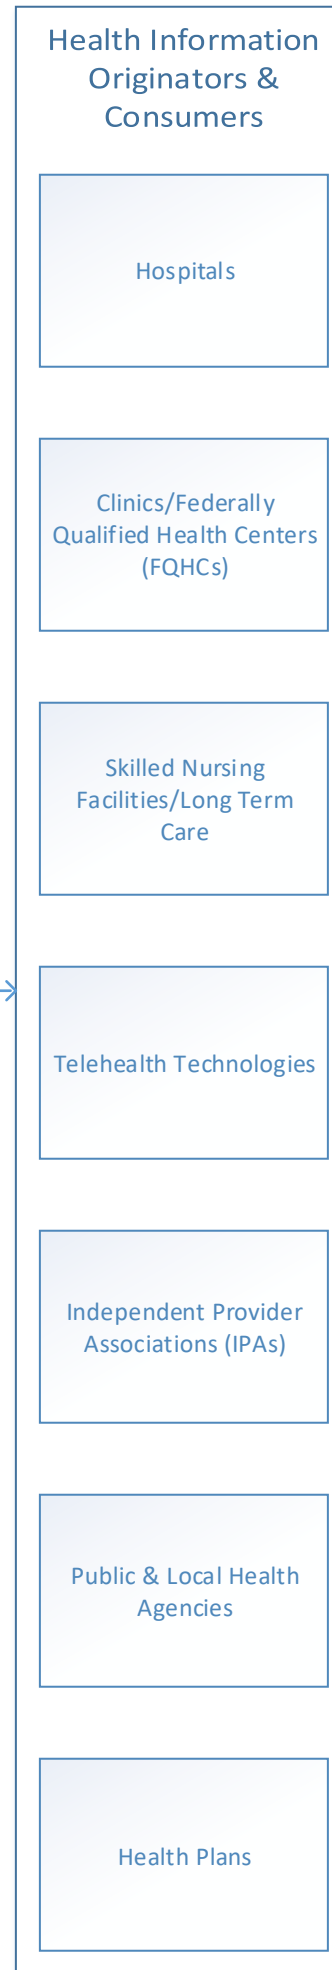 Health Information
Originators &
Consumers
Hospitals
Clinics/Federally
Qualified Health Centers
(FQHCs)
Skilled Nursing
Facilities/Long Term
Care
Telehealth Technologies
Independent Provider
Associations (IPAs)
Public & Local Health
Agencies
Health Plans